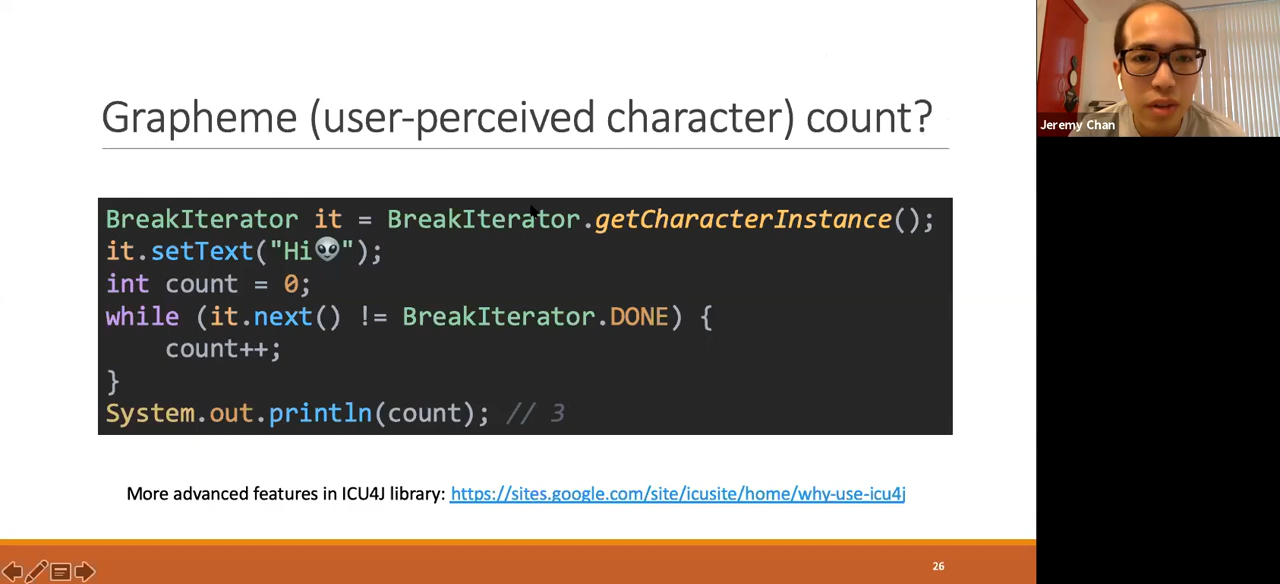 Grapheme (user-perceived character) count?
BreakIterator it = BreakIterator.getCharacterInstance();
it.setText("Hi👽");
int count = 0;
while (it.next() != BreakIterator.DONE) {
    count++;
}
System.out.println(count); // 3
More advanced features in ICU4J library: https://sites.google.com/site/icusite/home/why-use-icu4j
26
Jeremy Chan